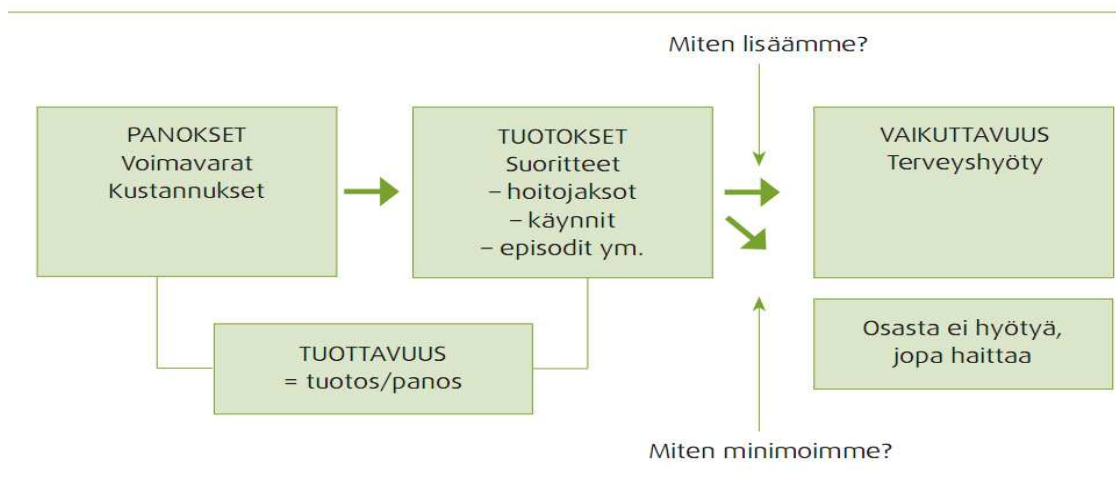 Miten lisäämme?
PANOKSET
Voimavarat
Kustannukset
TUOTOKSET
Suoritteet
– hoitojaksot
– käynnit
– episodit ym.
VAIKUTTAVUUS
Terveyshyöty
TUOTTAVUUS
= tuotos/panos
Osasta ei hyötyä,
jopa haittaa
Miten minimoimme?